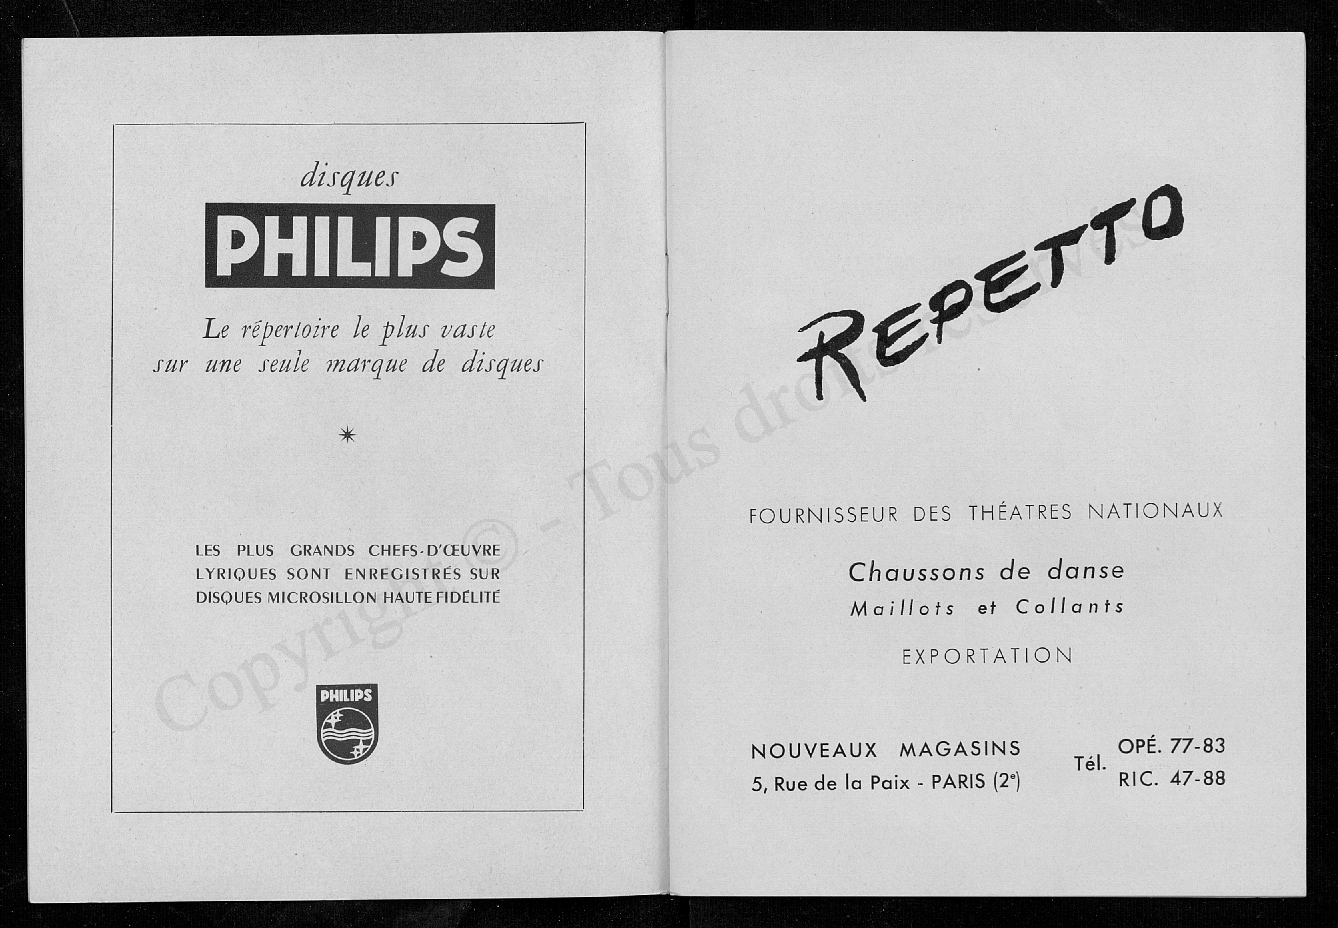 disques
PHILIPS
Le répertoire le plus vaste
sur une seule marque de disques
LES PLUS GRANDS CHEFS-D'ŒUVRE
LYRIQUES SONT ENREGISTRÉS SUR
DISQUES MICROSILLON HAUTE FIDÉLITÉ
PHILIPS
REPETTO
FOURNISSEUR DES THÉATRES NATIONAUX
Chaussons de danse
Maillots et Collants
EXPORTATION
NOUVEAUX MAGASINS
5, Rue de la Paix - PARIS (2e)
Tél.
OPÉ. 77-83
RIC. 47-88
Copyright © - Tous droits réservés